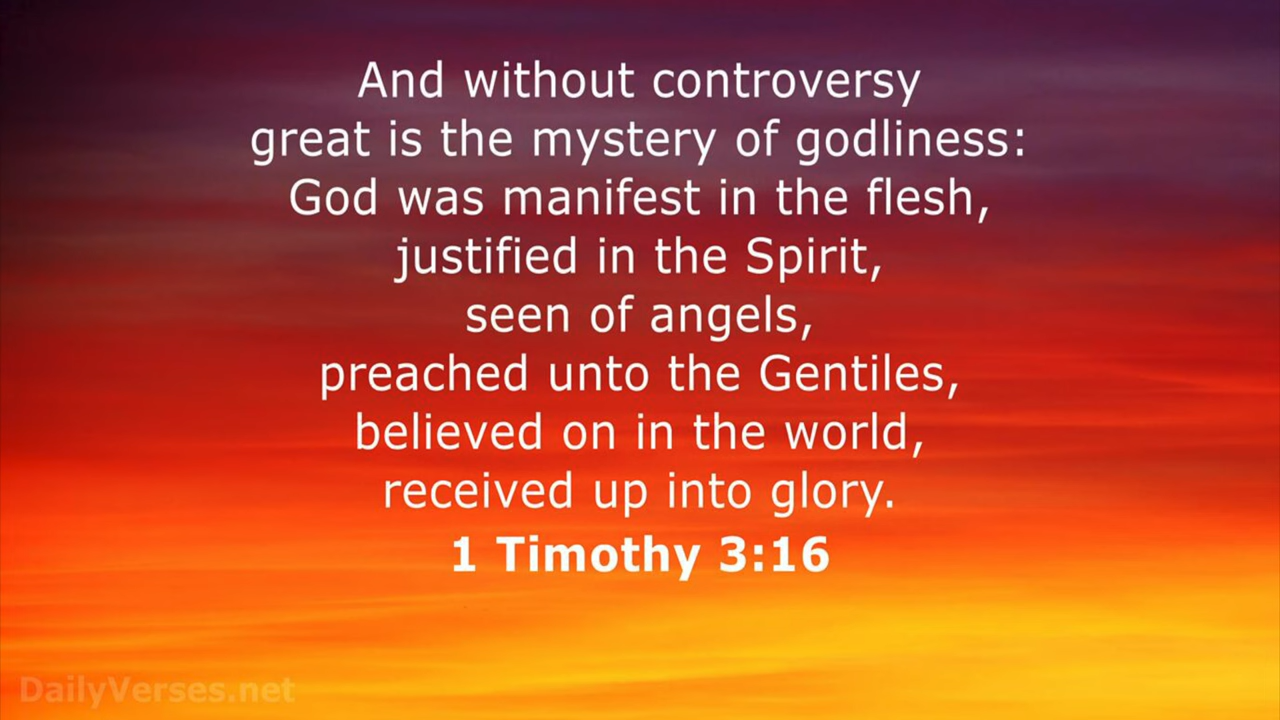 And without controversy
great is the mystery of godliness:
God was manifest in the flesh,
justified in the Spirit,
seen of angels,
preached unto the Gentiles,
believed on in the world,
received up into glory.
1 Timothy 3:16
DailyVerses.net